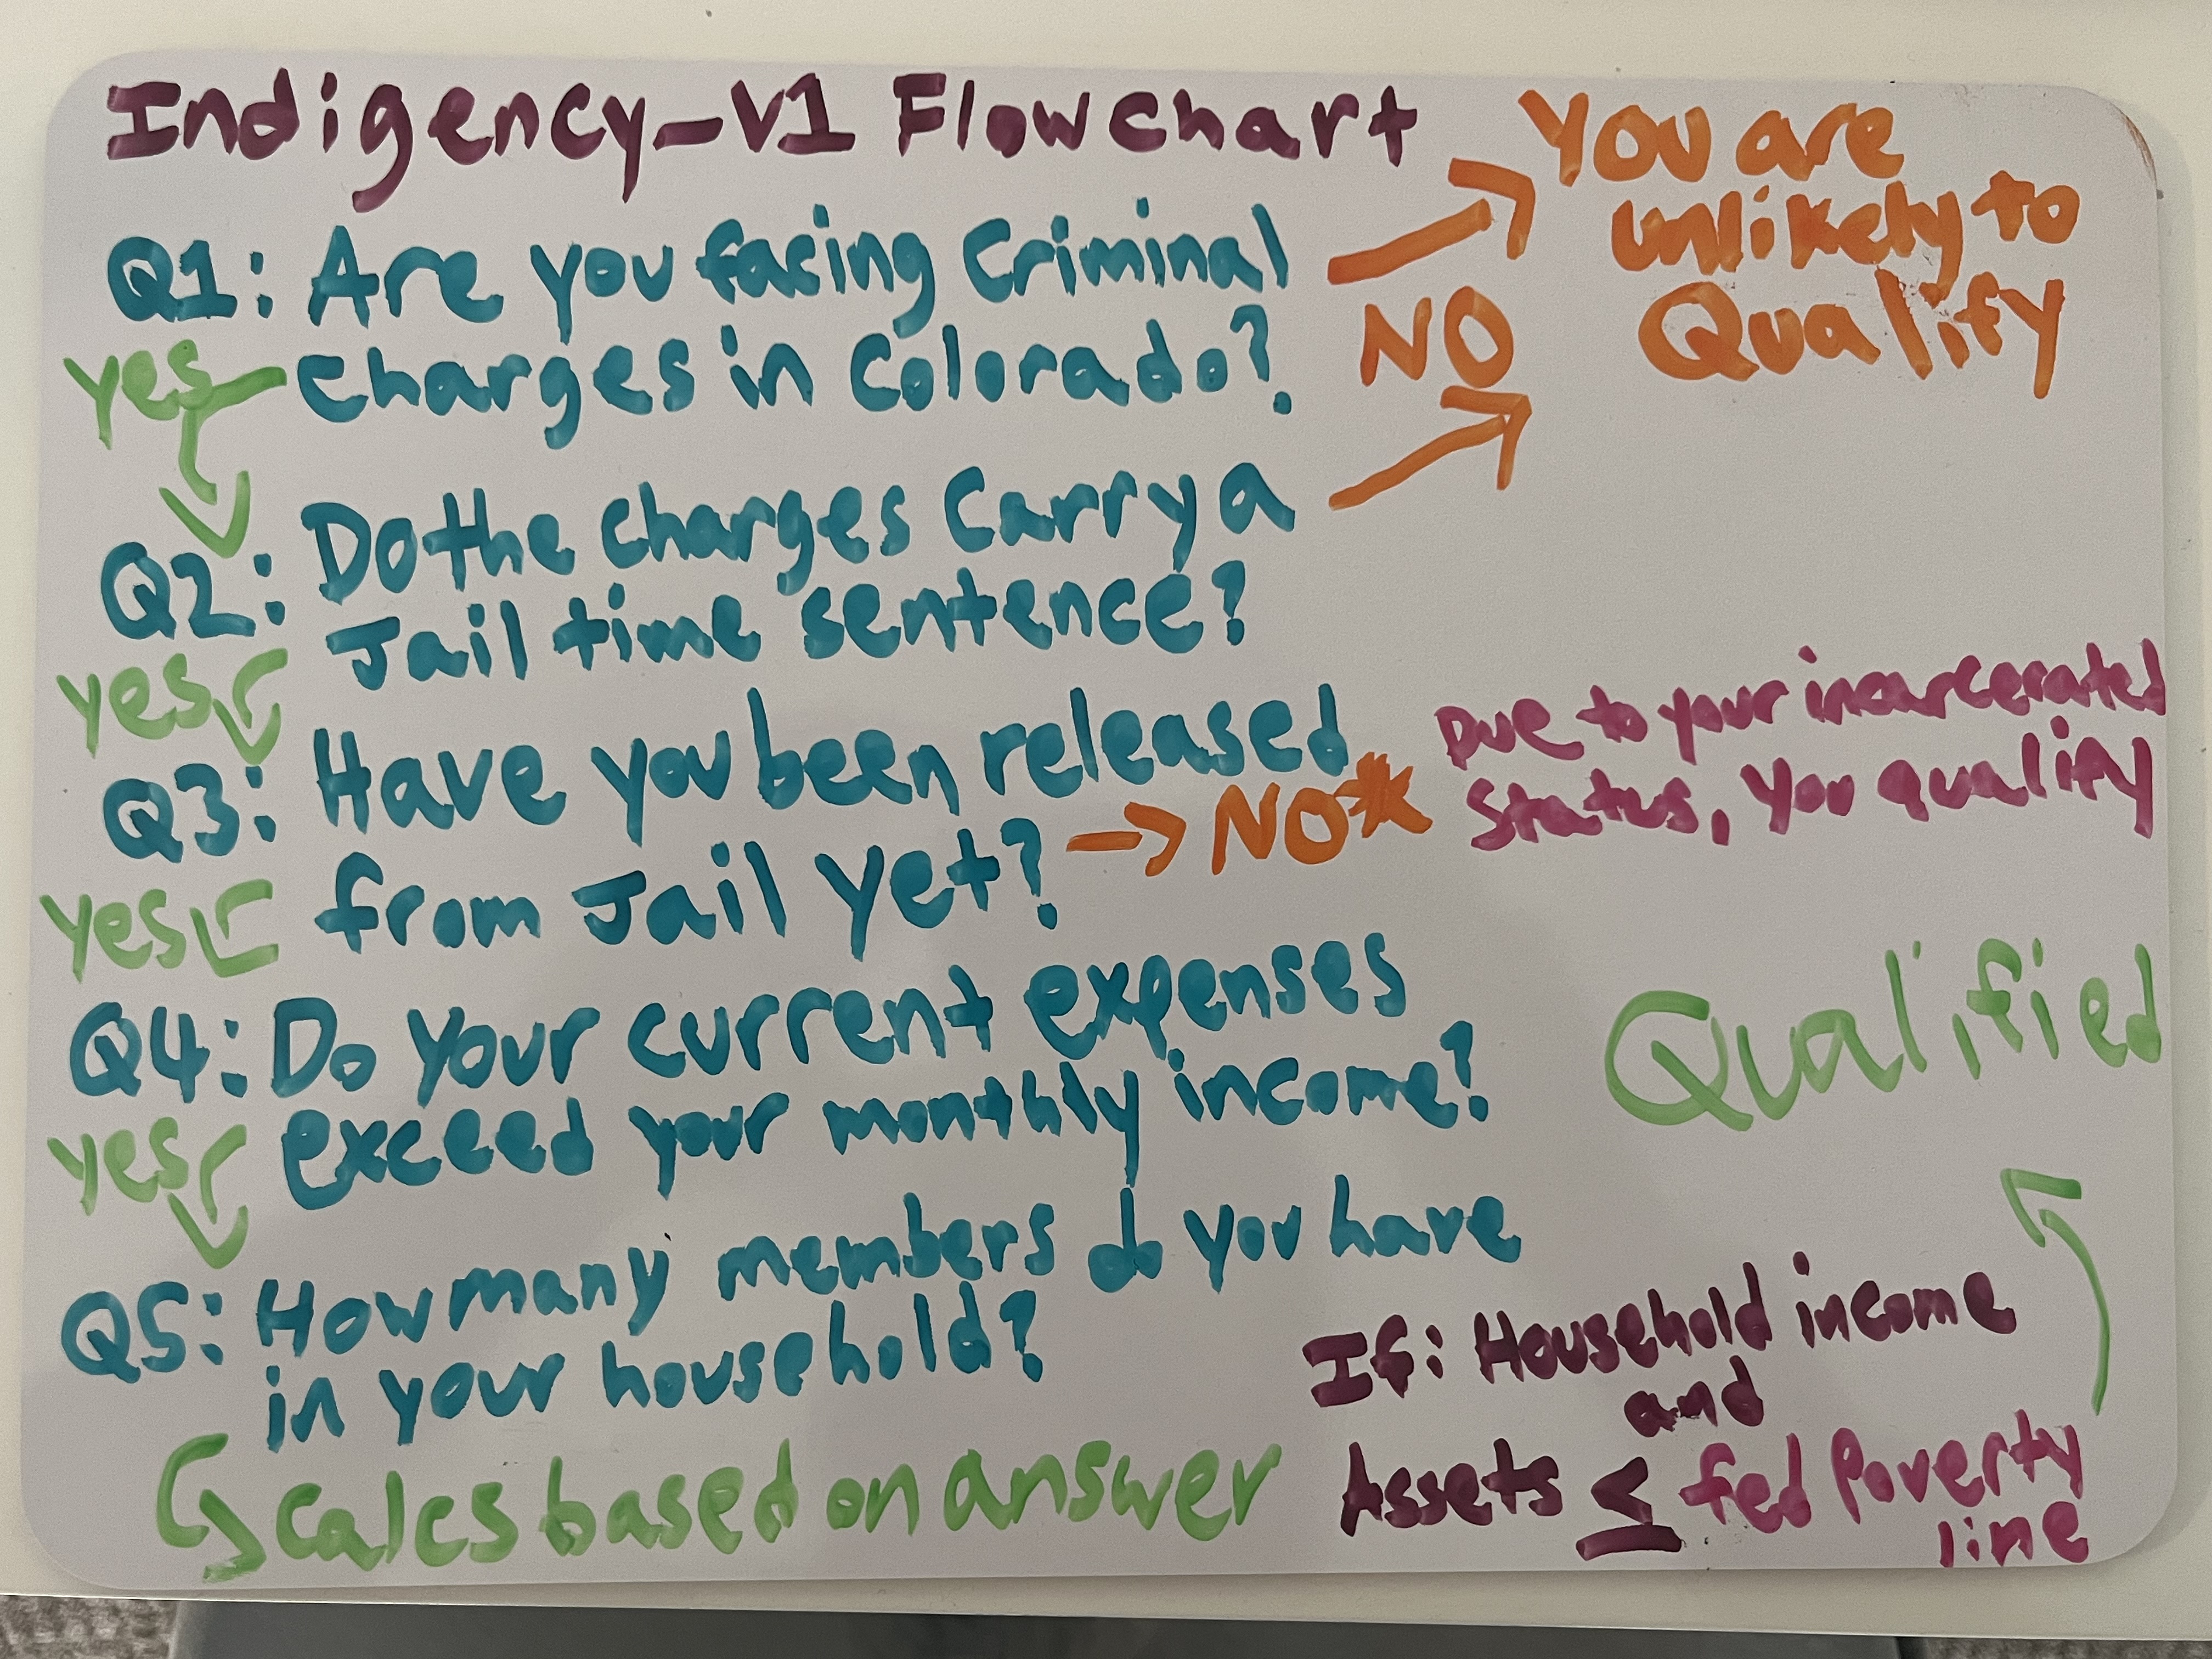 Indigency-V1 Flowchart
You are
unlikely to
Qualify
Q1: Are you facing Criminal
charges in Colorado?
NO
yes
Q2: Do the charges Carry a
Jail time sentence?
yes
Q3: Have you been released
from Jail yet? → NO*
Due to your incarcerated
Status, you qualify
yes
Q4: Do your current expenses
exceed your monthly income?
Qualified
yes
Q5: How many members do you have
in your household?
If: Household income
and
Assets ≤ fed Poverty
line
calcs based on answer